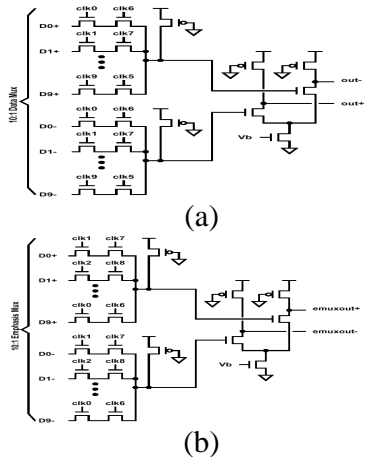 clk0 clk6
D0+
clk1 clk7
D1+
clk9 clk5
D9+
10:1 Data Mux
clk0 clk6
D0-
clk1 clk7
D1-
clk9 clk5
D9-
out-
out+
Vb
(a)
clk1 clk7
D0+
clk2 clk8
D1+
clk0 clk6
D9+
10:1 Emphasis Mux
clk1 clk7
D0-
clk2 clk8
D1-
clk0 clk6
D9-
emuxout+
emuxout-
Vb
(b)